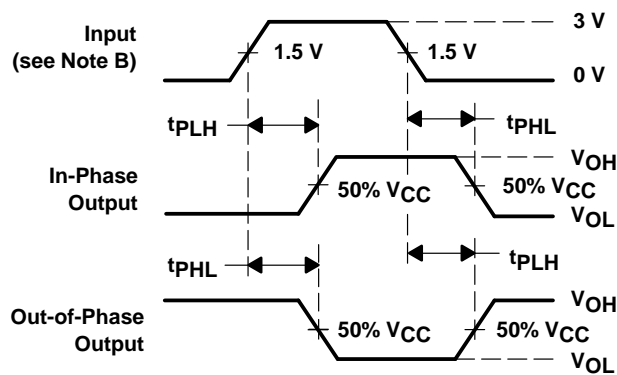 Input
(see Note B)
1.5 V
1.5 V
3 V
0 V
tPLH
tPHL
In-Phase
Output
50% VCC
50% VCC
VOH
VOL
tPHL
tPLH
Out-of-Phase
Output
50% VCC
50% VCC
VOH
VOL